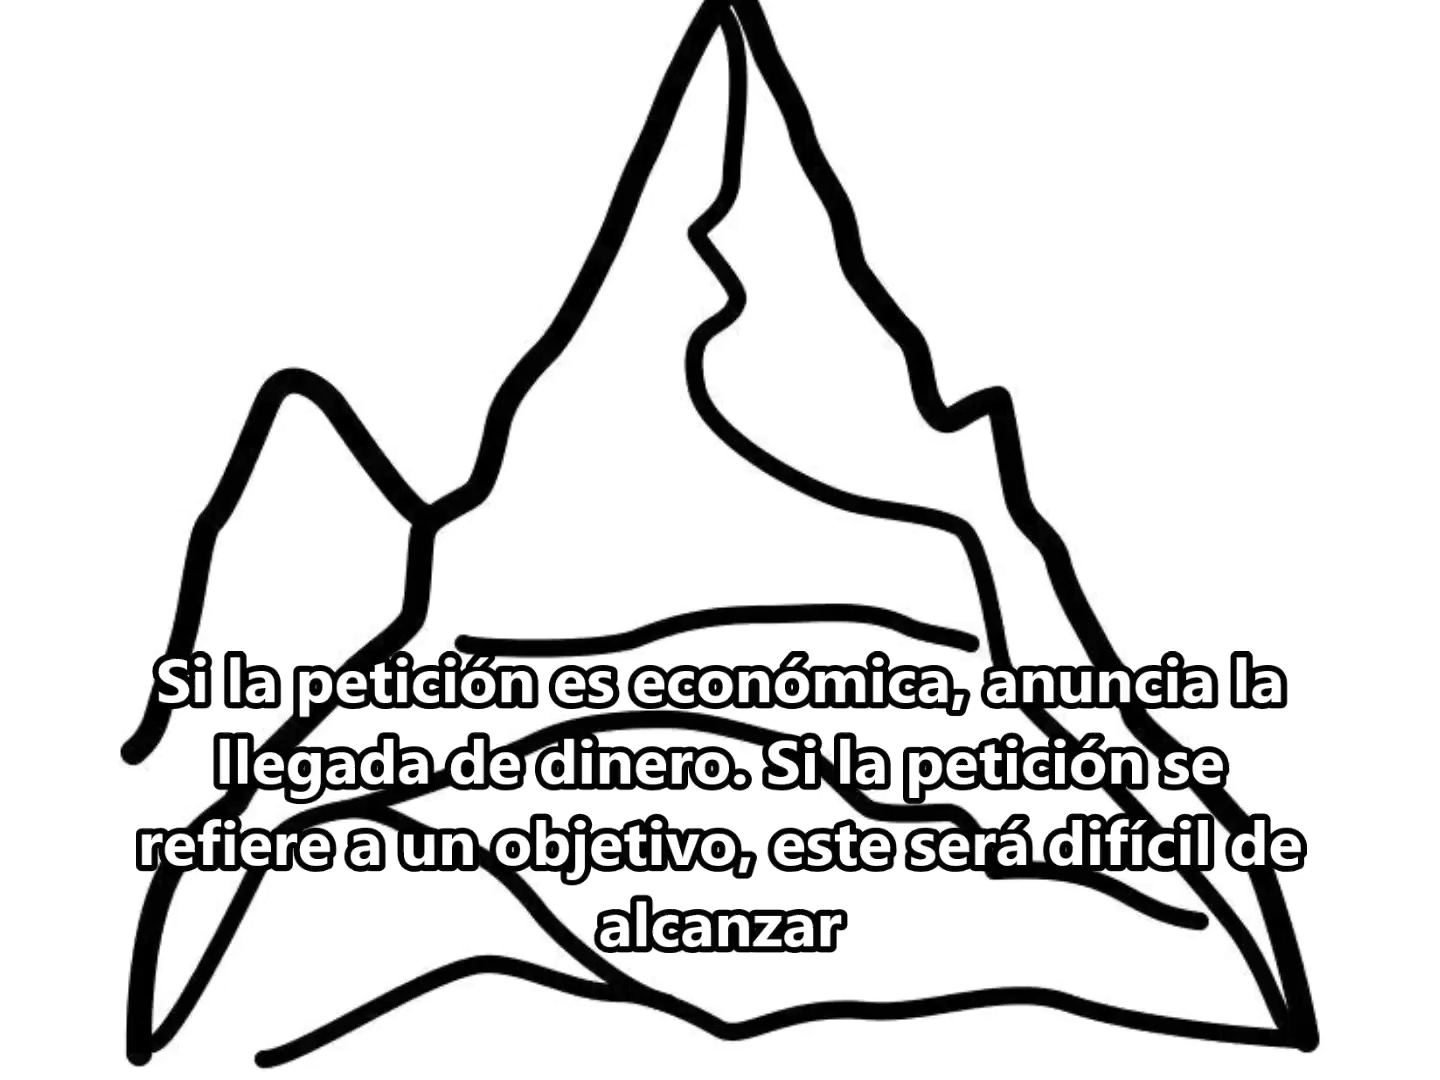 Si la petición es económica, anuncia la
llegada de dinero. Si la petición se
refiere a un objetivo, este será difícil de
alcanzar